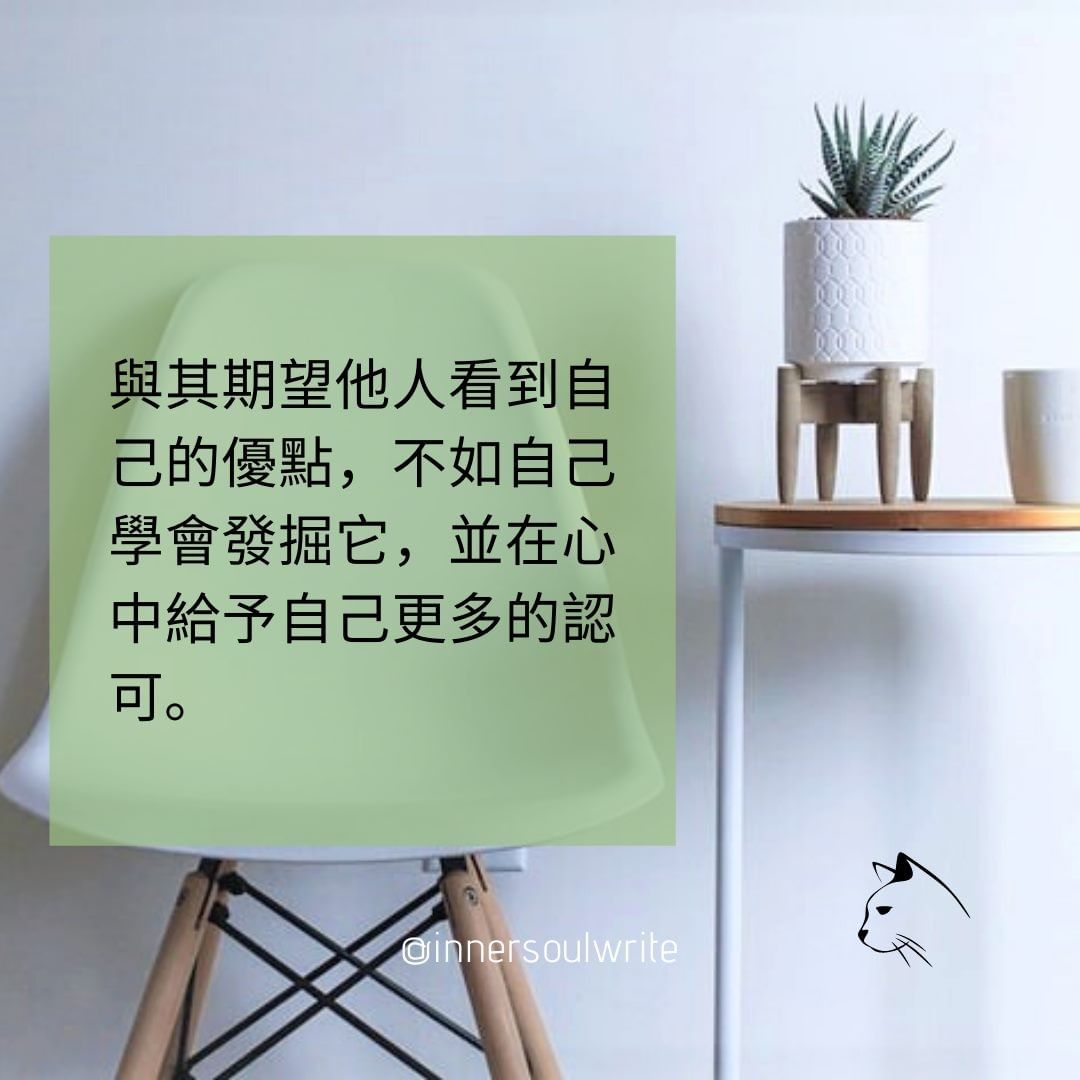 與其期望他人看到自
己的優點，不如自己
學會發掘它，並在心
中給予自己更多的認
可。
@innersoulwrite